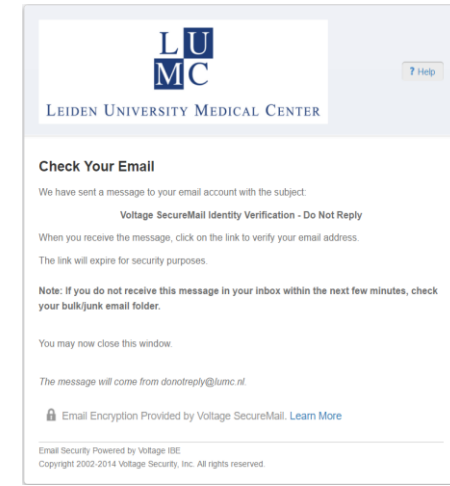 L U
M C
LEIDEN UNIVERSITY MEDICAL CENTER
? Help
Check Your Email
We have sent a message to your email account with the subject:
Voltage SecureMail Identity Verification - Do Not Reply
When you receive the message, click on the link to verify your email address.
The link will expire for security purposes.
Note: If you do not receive this message in your inbox within the next few minutes, check
your bulk/junk email folder.
You may now close this window.
The message will come from donotreply@lumc.nl.
Email Encryption Provided by Voltage SecureMail. Learn More
Email Security Powered by Voltage IBE
Copyright 2002-2014 Voltage Security, Inc. All rights reserved.